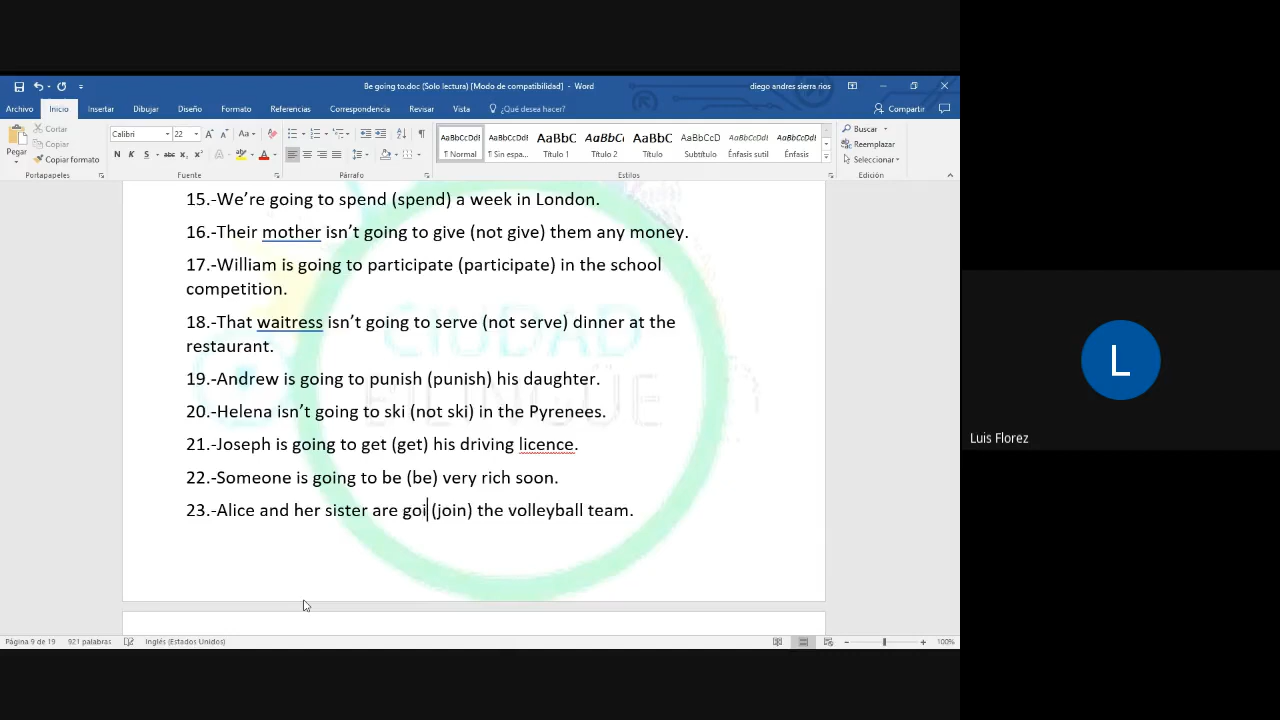 Be going to.doc (Solo lectura) [Modo de compatibilidad] - Word
diego andres sierra rios
Archivo Inicio Insertar Dibujar Diseño Formato Referencias Correspondencia Revisar Vista ¿Qué desea hacer? Compartir
Pegar Cortar Copiar Copiar formato
Calibri 22
N K S abc x₂ x²
AaBbCcDdI ¶ Normal
AaBbCcDdI ¶ Sin espa...
AaBbC Título 1
AaBbCc Título 2
AaBbC Título
AaBbCcD Subtítulo
AaBbCcDdI Énfasis sutil
AaBbCcDdI Énfasis
Buscar
Reemplazar
Seleccionar
Portapapeles Fuente Párrafo Estilos Edición
15.-We’re going to spend (spend) a week in London.
16.-Their mother isn’t going to give (not give) them any money.
17.-William is going to participate (participate) in the school
competition.
18.-That waitress isn’t going to serve (not serve) dinner at the
restaurant.
19.-Andrew is going to punish (punish) his daughter.
20.-Helena isn’t going to ski (not ski) in the Pyrenees.
21.-Joseph is going to get (get) his driving licence.
22.-Someone is going to be (be) very rich soon.
23.-Alice and her sister are goi (join) the volleyball team.
CIUDAD
BILINGÜE
Página 9 de 19 921 palabras Inglés (Estados Unidos) 100%
L
Luis Florez